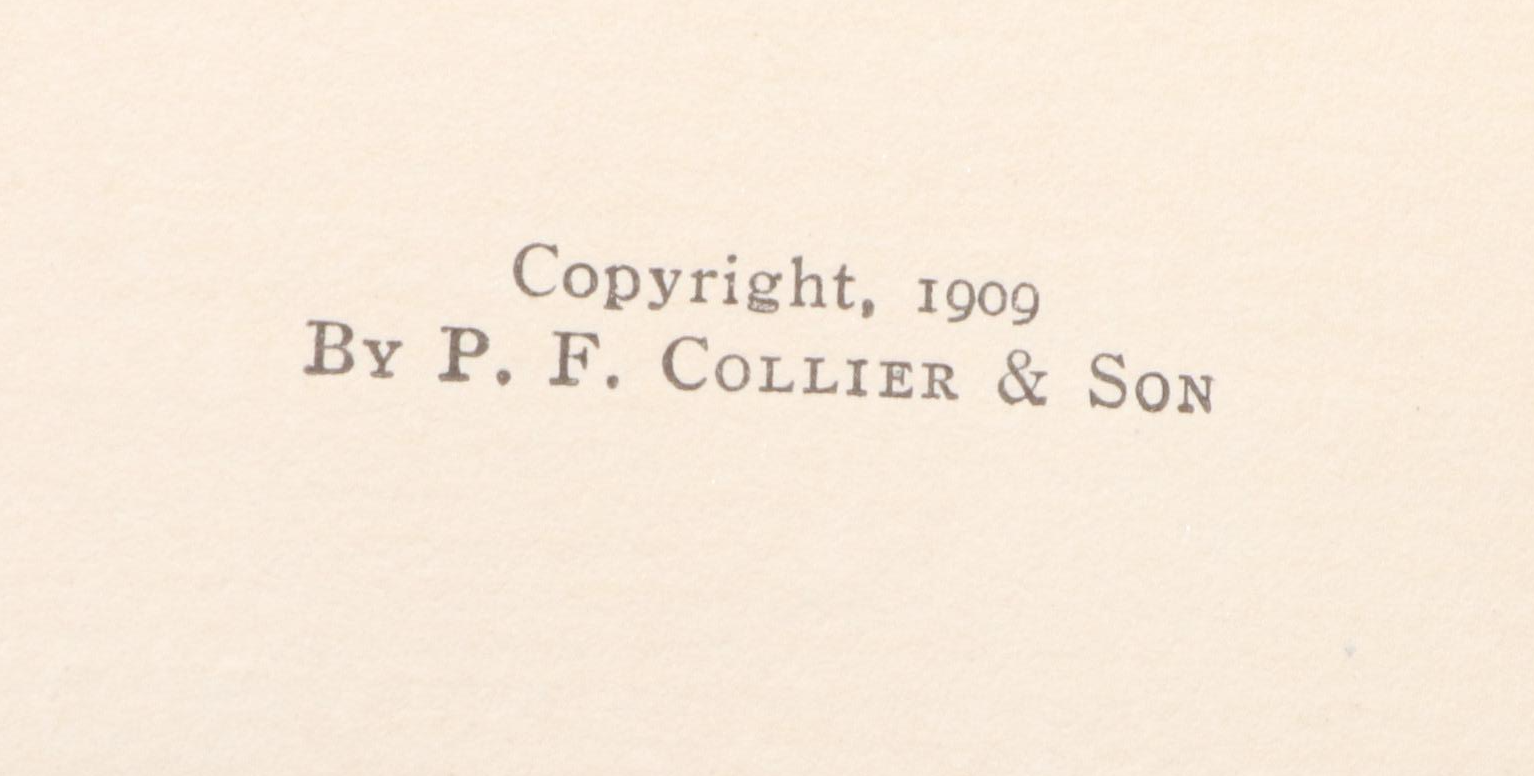 Copyright, 1909
By P. F. Collier & Son